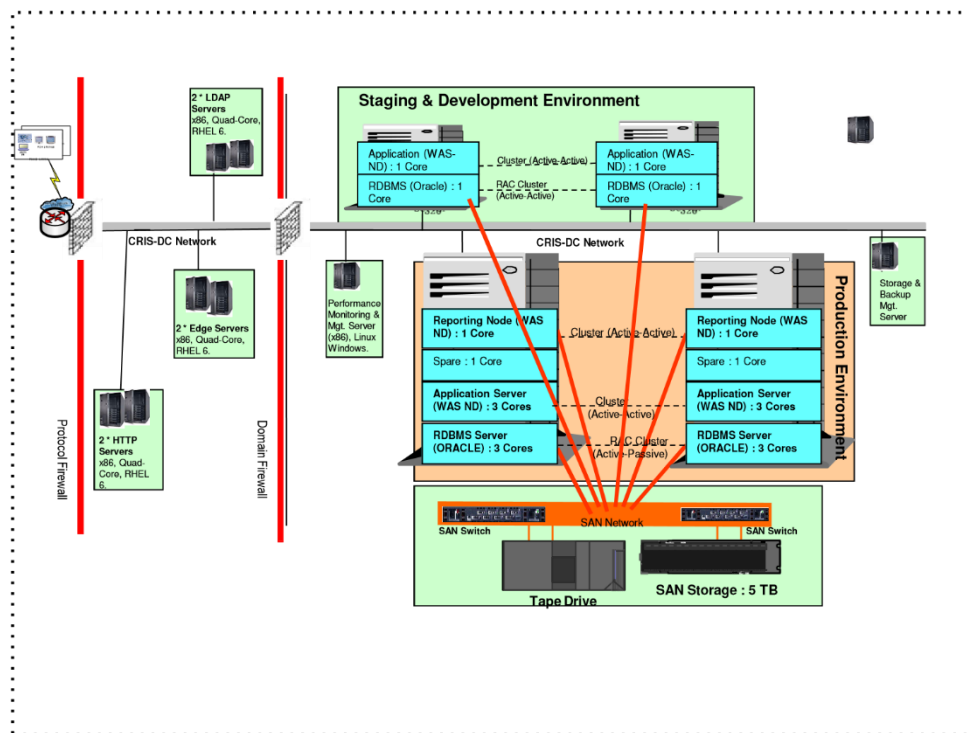 2 * LDAP
Servers
x86, Quad-Core,
RHEL 6.
Staging & Development Environment
Application (WAS-
ND) : 1 Core
RDBMS (Oracle) : 1
Core
Cluster (Active-Active)
RAC Cluster
(Active-Active)
Application (WAS-
ND) : 1 Core
RDBMS (Oracle) : 1
Core
CRIS-DC Network
CRIS-DC Network
2 * Edge Servers
x86, Quad-Core,
RHEL 6.
2 * HTTP
Servers
x86, Quad-
Core, RHEL
6.
Protocol Firewall
Domain Firewall
Performance
Monitoring &
Mgt. Server
(x86), Linux
Windows.
Storage &
Backup
Mgt.
Server
Production Environment
Reporting Node (WAS
ND) : 1 Core
Spare : 1 Core
Application Server
(WAS ND) : 3 Cores
RDBMS Server
(ORACLE) : 3 Cores
Cluster (Active-Active)
Cluster
(Active-Active)
RAC Cluster
(Active-Passive)
Reporting Node (WAS
ND) : 1 Core
Spare : 1 Core
Application Server
(WAS ND) : 3 Cores
RDBMS Server
(ORACLE) : 3 Cores
SAN Network
SAN Switch
SAN Switch
Tape Drive
SAN Storage : 5 TB